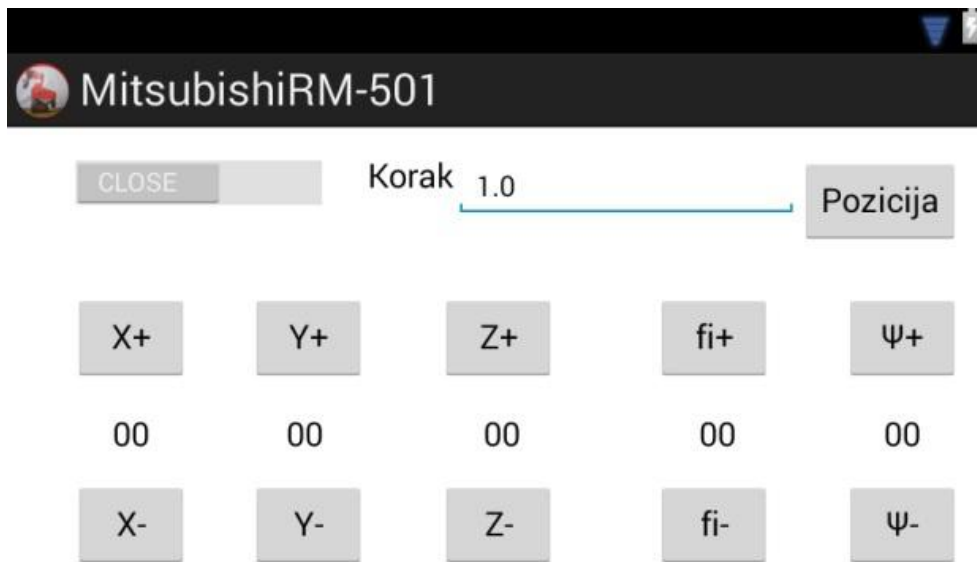 MitsubishiRM-501
CLOSE Korak 1.0 Pozicija
X+ Y+ Z+ fi+ Ψ+
00 00 00 00 00
X- Y- Z- fi- Ψ-